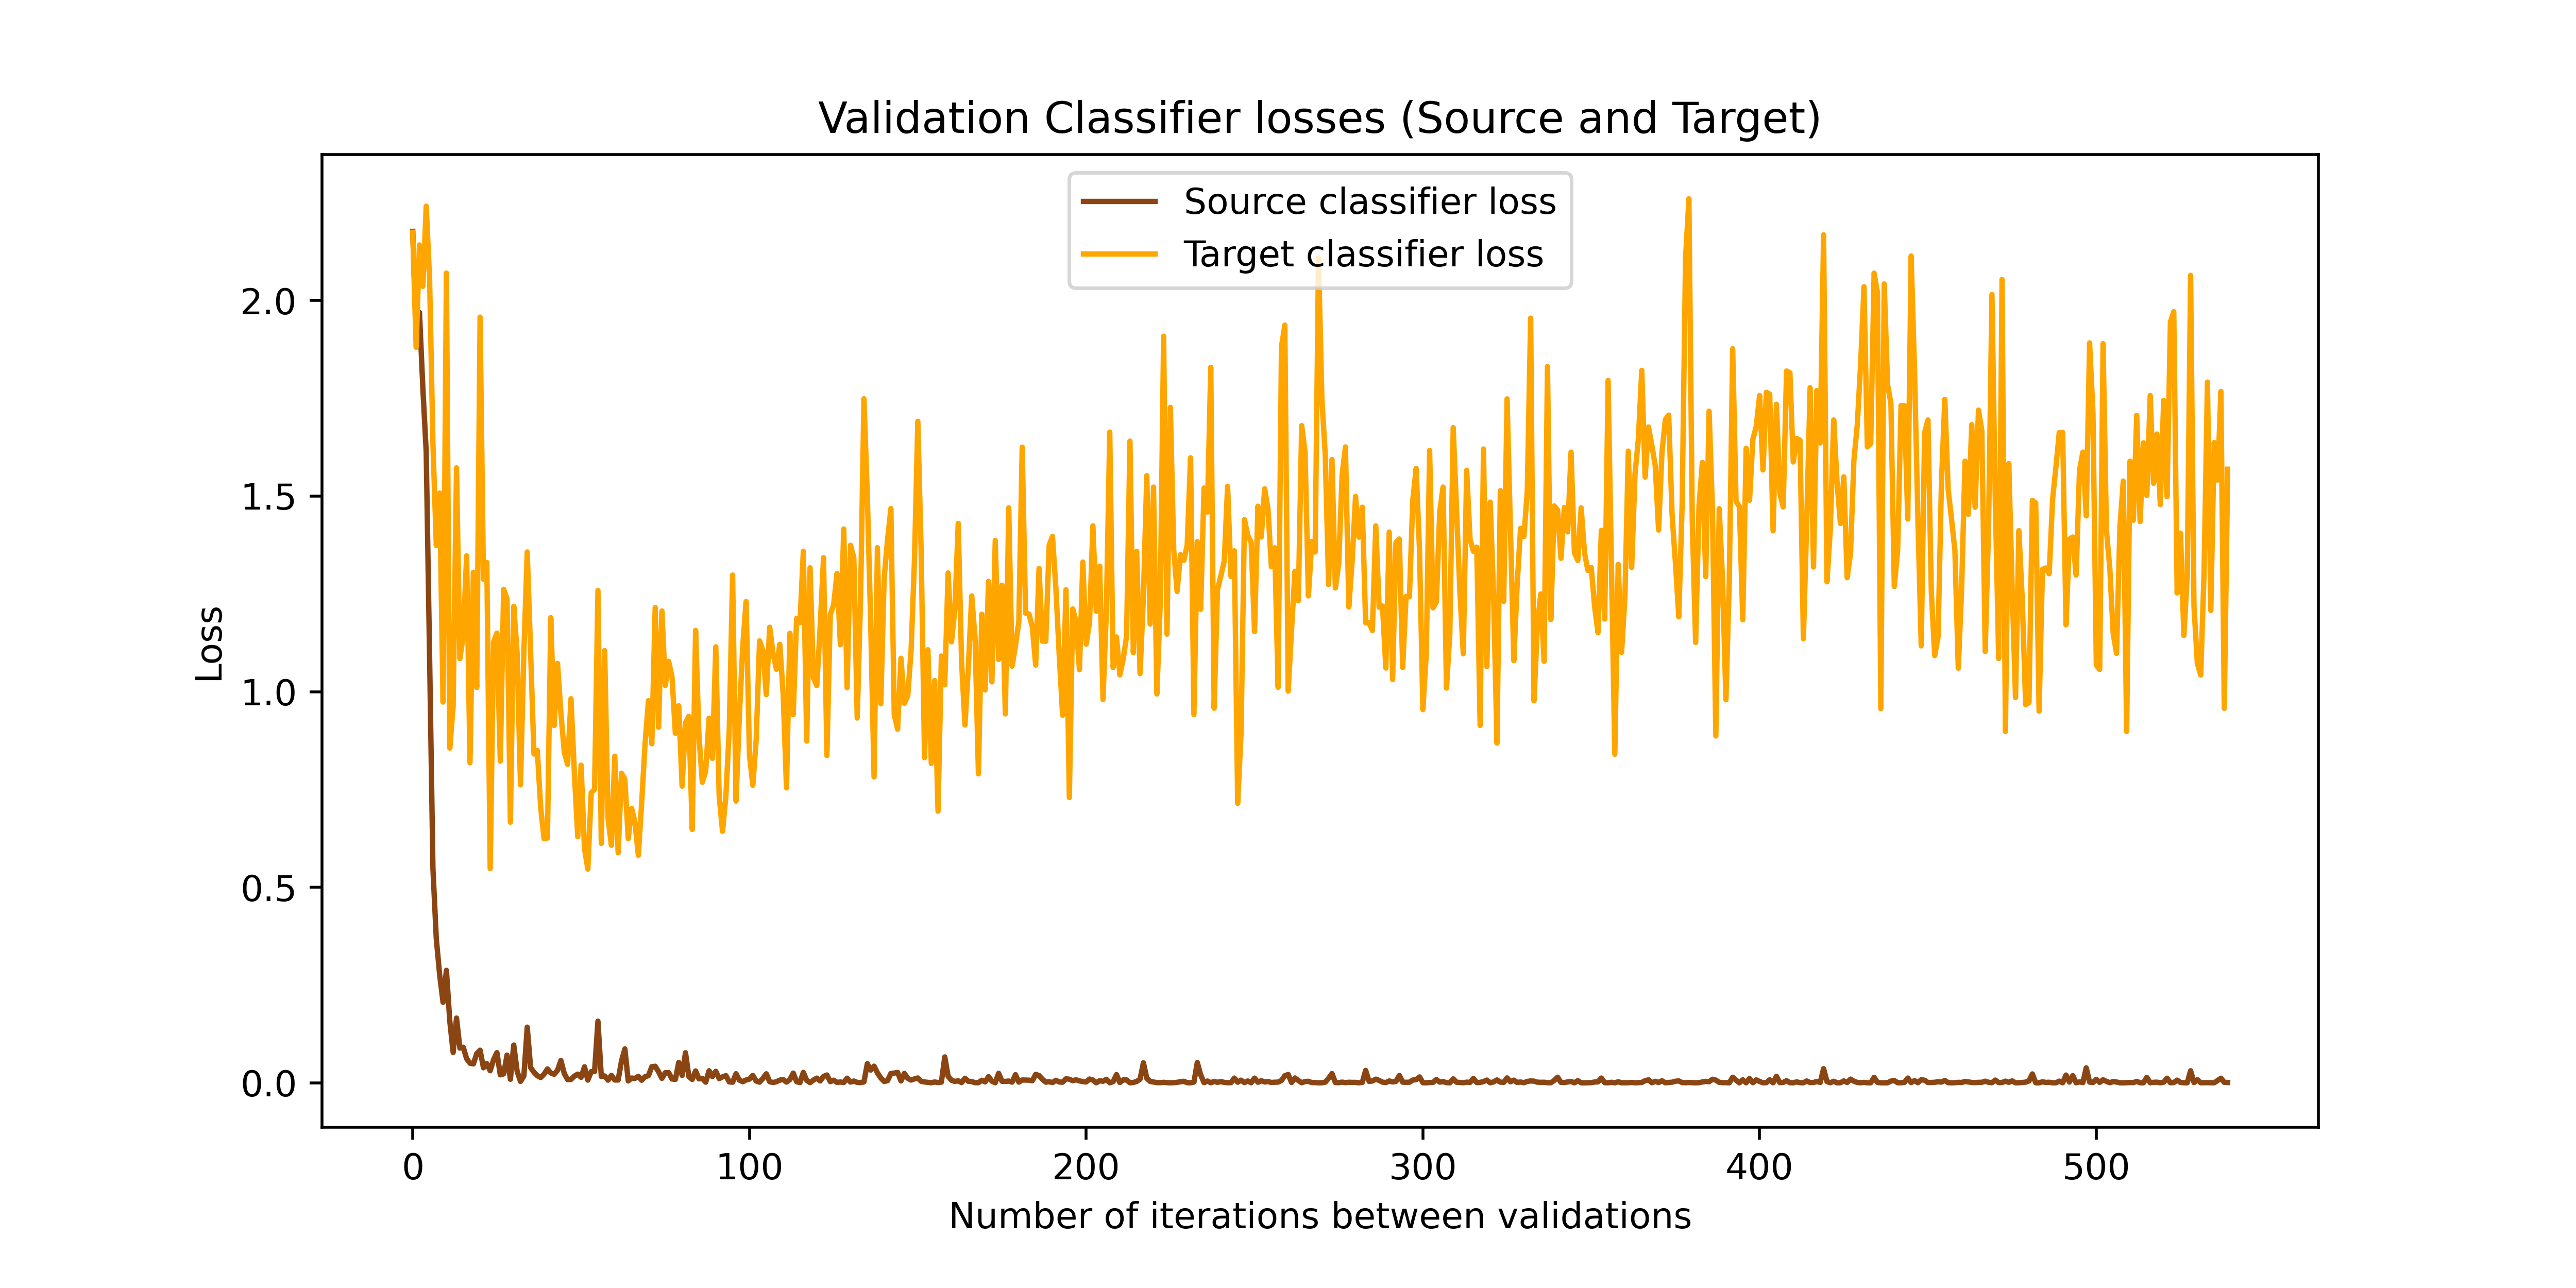 Validation Classifier losses (Source and Target)
Source classifier loss
Target classifier loss
2.0
1.5
1.0
0.5
0.0
Loss
0 100 200 300 400 500
Number of iterations between validations